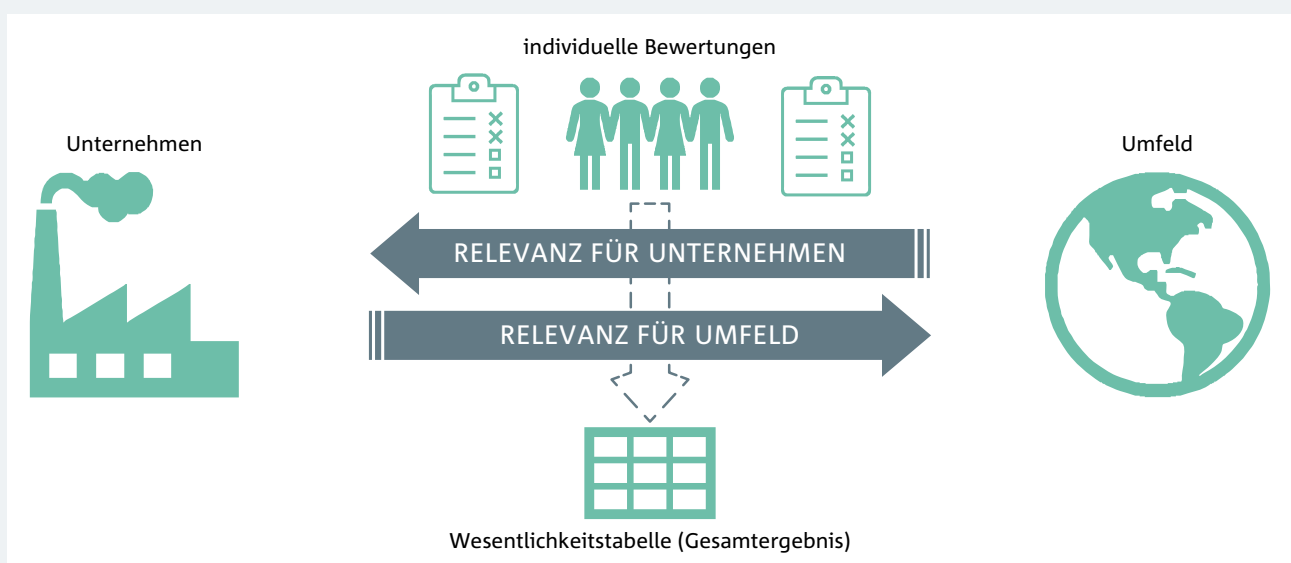 individuelle Bewertungen
Unternehmen
Umfeld
RELEVANZ FÜR UNTERNEHMEN
RELEVANZ FÜR UMFELD
Wesentlichkeitstabelle (Gesamtergebnis)